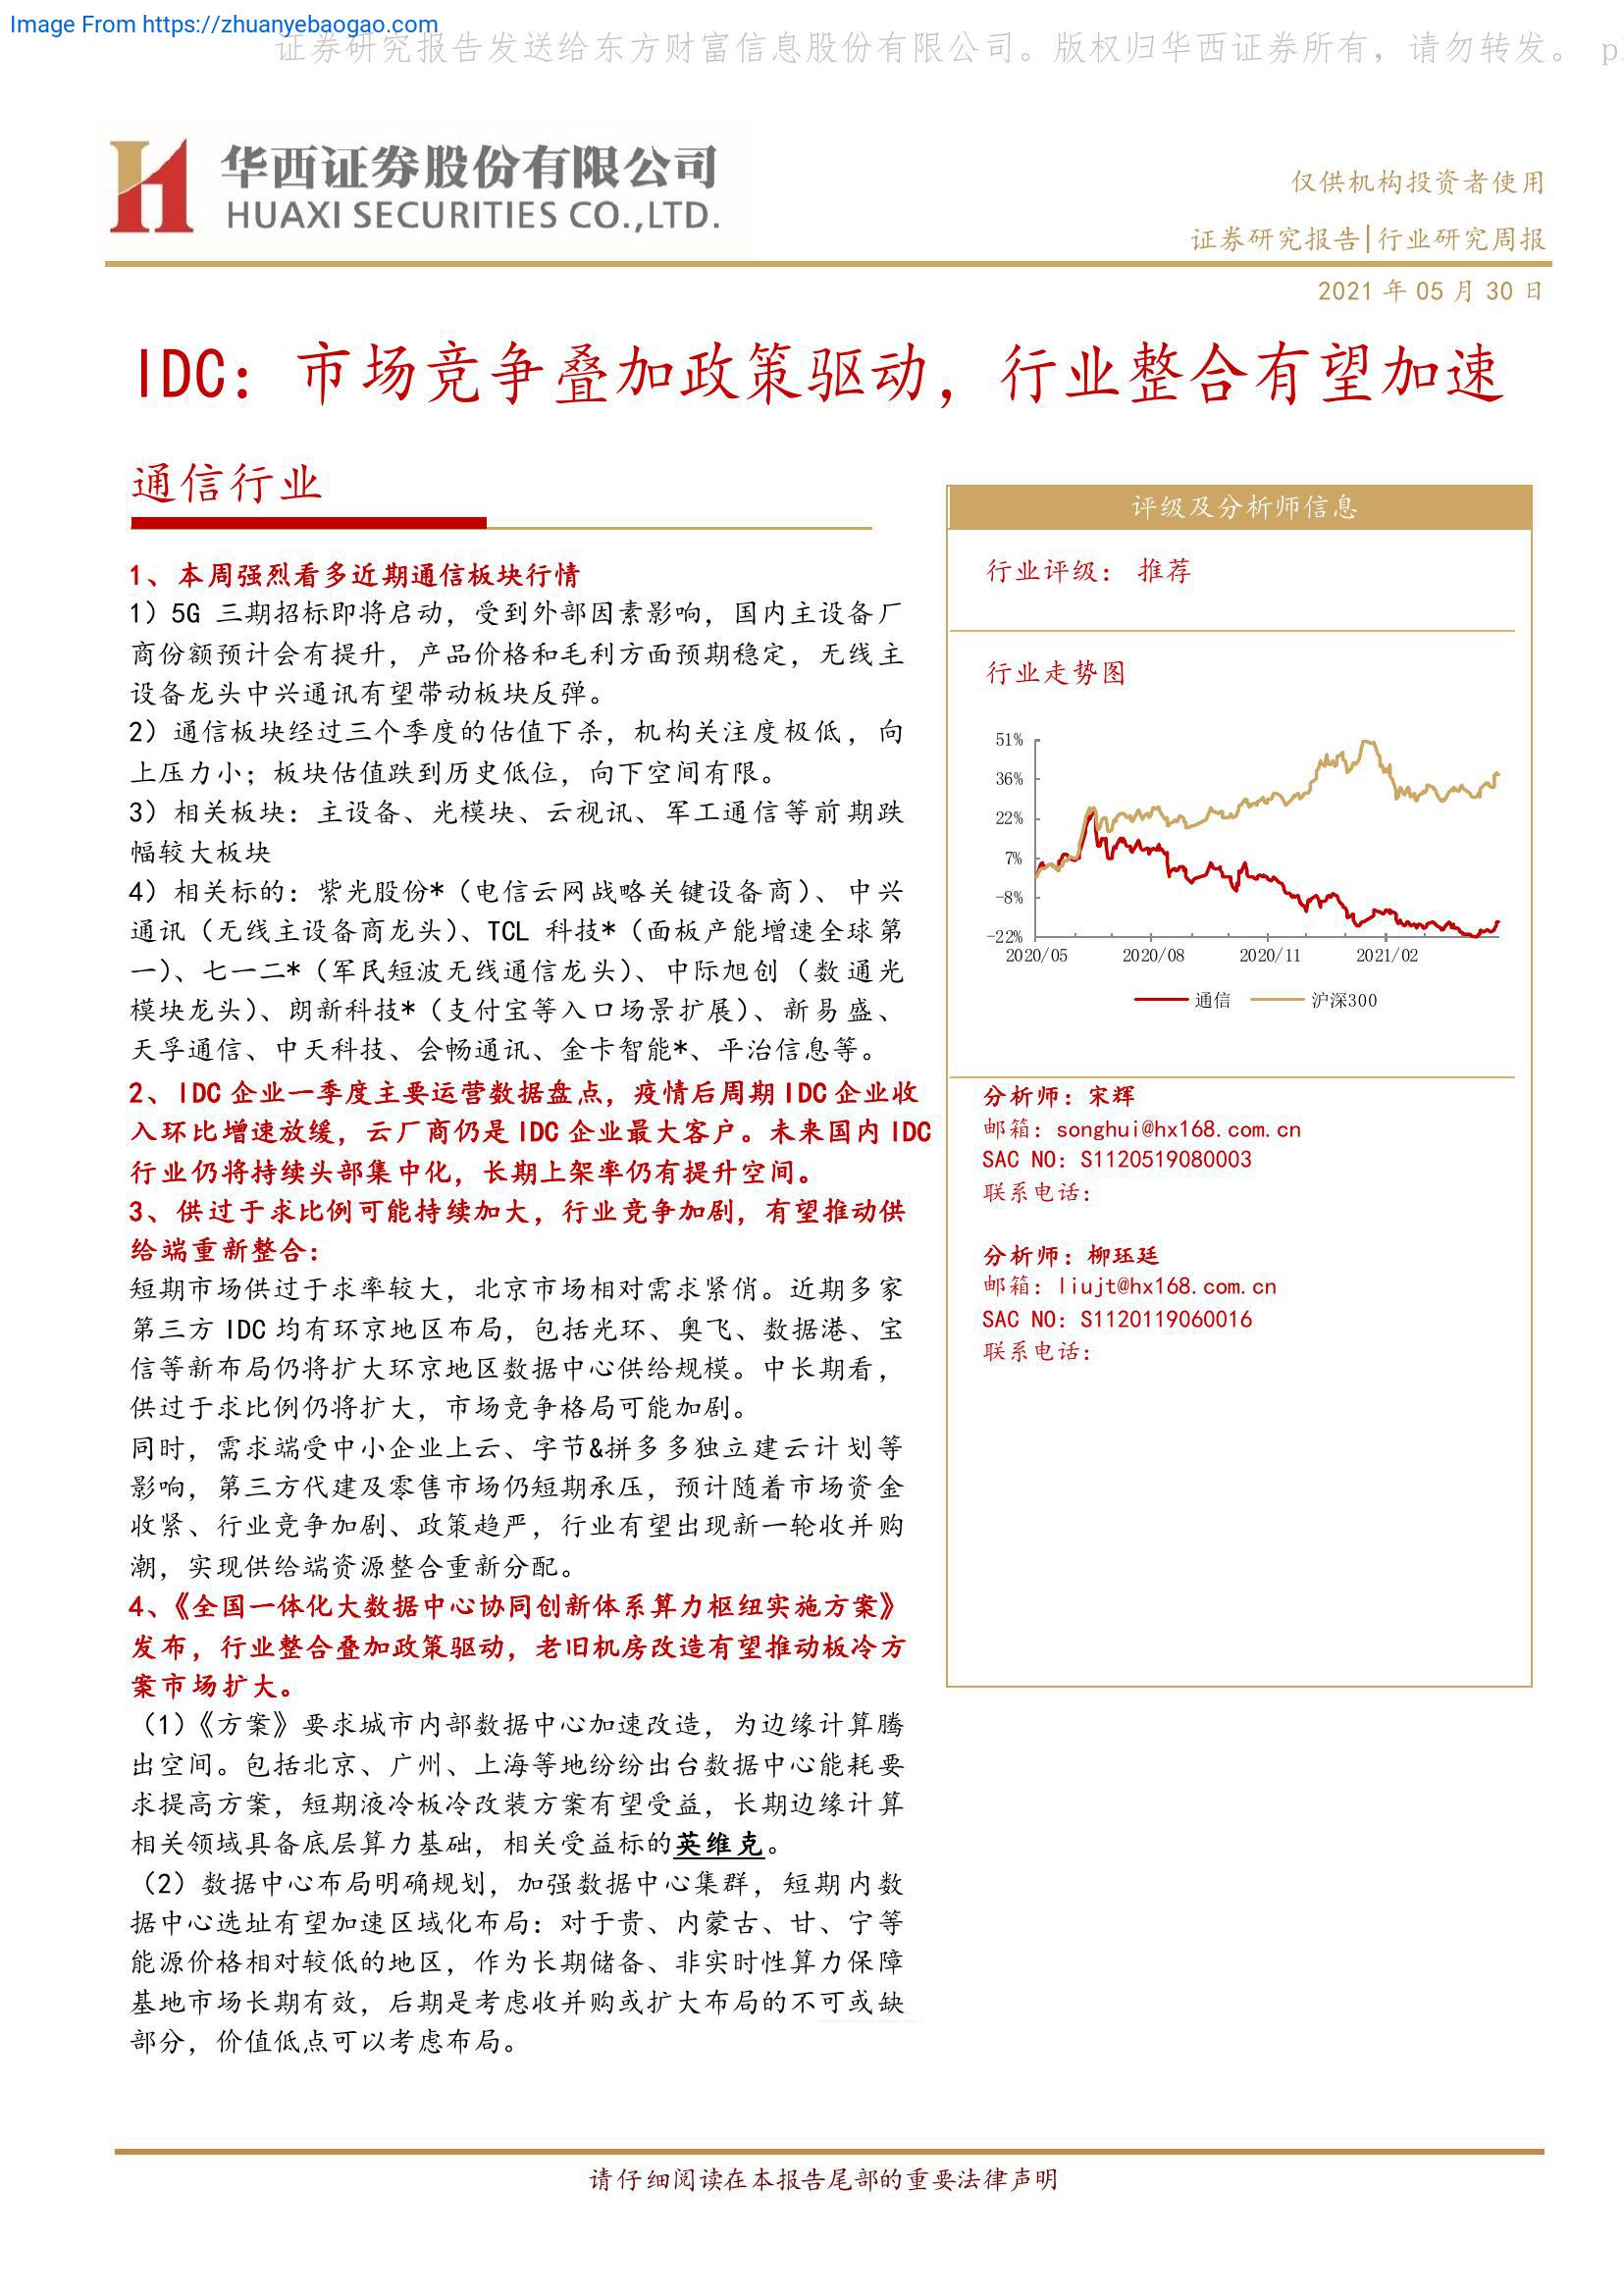 Image From https://zhuanyebaogao.com
证券研究报告发送给东方财富信息股份有限公司。版权归华西证券所有，请勿转发。 p
华西证券股份有限公司
HUAXI SECURITIES CO.,LTD.
仅供机构投资者使用
证券研究报告|行业研究周报
2021 年 05 月 30 日
IDC：市场竞争叠加政策驱动，行业整合有望加速
通信行业
1、本周强烈看多近期通信板块行情
1）5G 三期招标即将启动，受到外部因素影响，国内主设备厂
商份额预计会有提升，产品价格和毛利方面预期稳定，无线主
设备龙头中兴通讯有望带动板块反弹。
2）通信板块经过三个季度的估值下杀，机构关注度极低，向
上压力小；板块估值跌到历史低位，向下空间有限。
3）相关板块：主设备、光模块、云视讯、军工通信等前期跌
幅较大板块
4）相关标的：紫光股份*（电信云网战略关键设备商）、中兴
通讯（无线主设备商龙头）、TCL 科技*（面板产能增速全球第
一）、七一二*（军民短波无线通信龙头）、中际旭创（数通光
模块龙头）、朗新科技*（支付宝等入口场景扩展）、新易盛、
天孚通信、中天科技、会畅通讯、金卡智能*、平治信息等。
2、IDC 企业一季度主要运营数据盘点，疫情后周期 IDC 企业收
入环比增速放缓，云厂商仍是 IDC 企业最大客户。未来国内 IDC
行业仍将持续头部集中化，长期上架率仍有提升空间。
3、供过于求比例可能持续加大，行业竞争加剧，有望推动供
给端重新整合：
短期市场供过于求率较大，北京市场相对需求紧俏。近期多家
第三方 IDC 均有环京地区布局，包括光环、奥飞、数据港、宝
信等新布局仍将扩大环京地区数据中心供给规模。中长期看，
供过于求比例仍将扩大，市场竞争格局可能加剧。
同时，需求端受中小企业上云、字节&拼多多独立建云计划等
影响，第三方代建及零售市场仍短期承压，预计随着市场资金
收紧、行业竞争加剧、政策趋严，行业有望出现新一轮收并购
潮，实现供给端资源整合重新分配。
4、《全国一体化大数据中心协同创新体系算力枢纽实施方案》
发布，行业整合叠加政策驱动，老旧机房改造有望推动板冷方
案市场扩大。
（1）《方案》要求城市内部数据中心加速改造，为边缘计算腾
出空间。包括北京、广州、上海等地纷纷出台数据中心能耗要
求提高方案，短期液冷板冷改装方案有望受益，长期边缘计算
相关领域具备底层算力基础，相关受益标的英维克。
（2）数据中心布局明确规划，加强数据中心集群，短期内数
据中心选址有望加速区域化布局：对于贵、内蒙古、甘、宁等
能源价格相对较低的地区，作为长期储备、非实时性算力保障
基地市场长期有效，后期是考虑收并购或扩大布局的不可或缺
部分，价值低点可以考虑布局。
评级及分析师信息
行业评级： 推荐
行业走势图
51%
36%
22%
7%
-8%
-22%
2020/05 2020/08 2020/11 2021/02
通信 沪深300
分析师：宋辉
邮箱：songhui@hx168.com.cn
SAC NO：S1120519080003
联系电话：
分析师：柳珏廷
邮箱：liujt@hx168.com.cn
SAC NO：S1120119060016
联系电话：
请仔细阅读在本报告尾部的重要法律声明